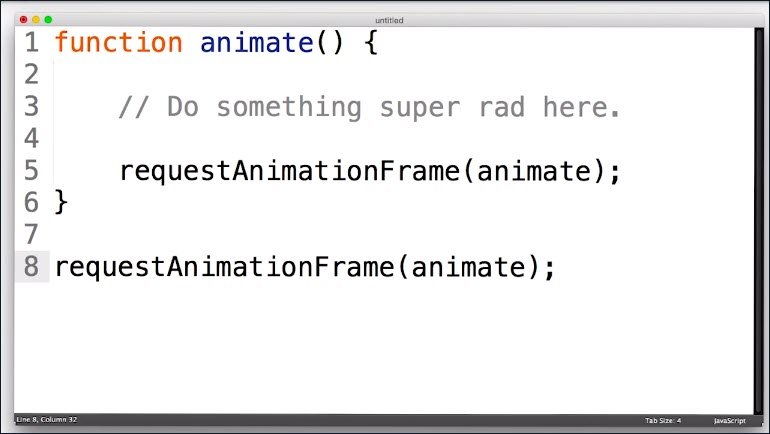 untitled
1 function animate() {
2
3     // Do something super rad here.
4
5     requestAnimationFrame(animate);
6 }
7
8 requestAnimationFrame(animate);
Line 8, Column 32 Tab Size: 4 JavaScript